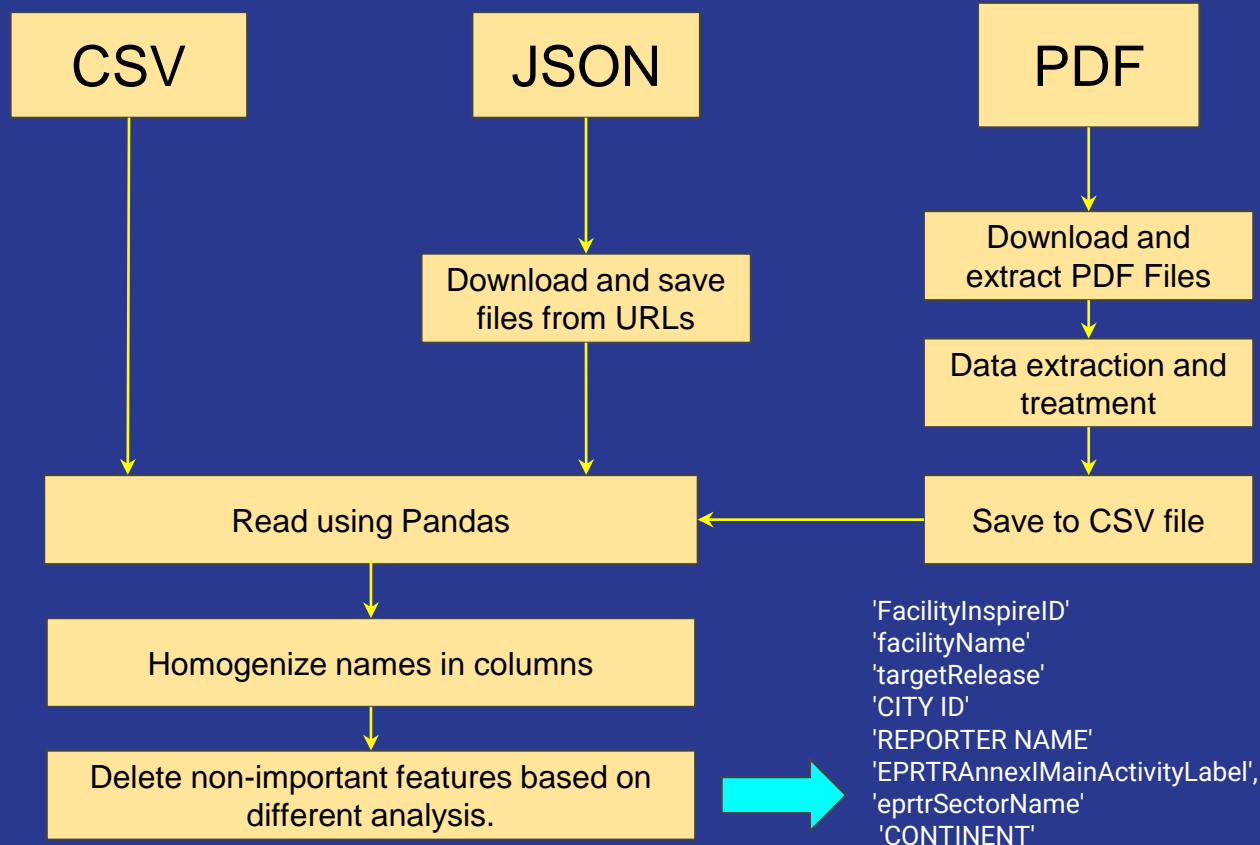 CSV
JSON
PDF
Download and save
files from URLs
Download and
extract PDF Files
Data extraction and
treatment
Read using Pandas
Save to CSV file
Homogenize names in columns
Delete non-important features based on
different analysis.
'FacilityInspireID'
'facilityName'
'targetRelease'
'CITY ID'
'REPORTER NAME'
'EPRTRAnnexIMainActivityLabel',
'eprtrSectorName'
'CONTINENT'